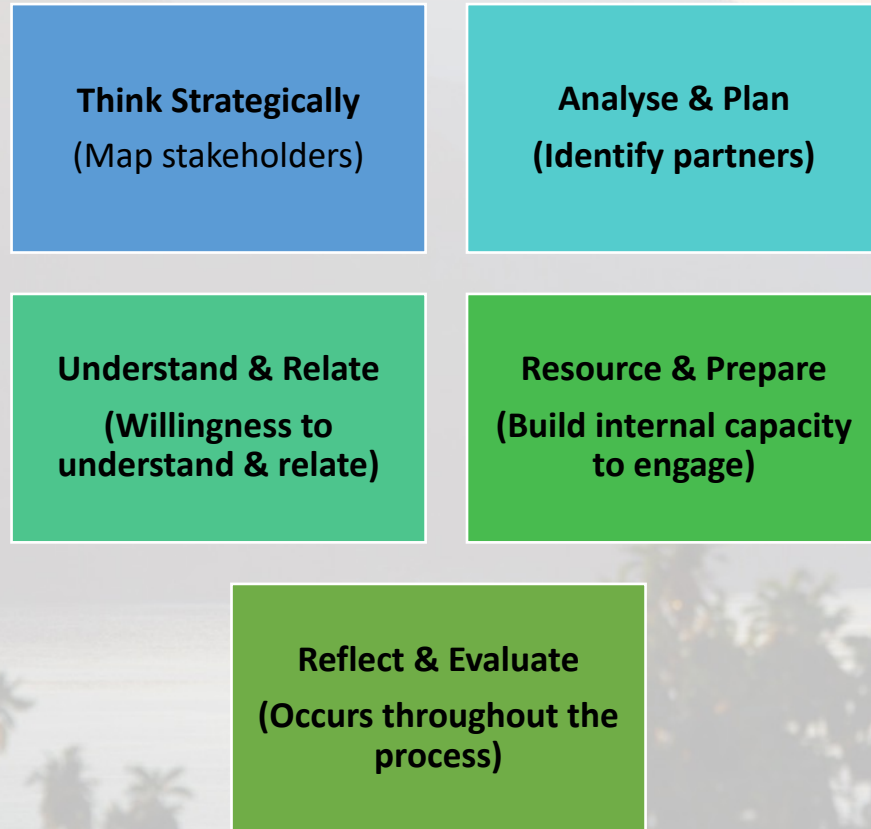 Think Strategically
(Map stakeholders)
Analyse & Plan
(Identify partners)
Understand & Relate
(Willingness to
understand & relate)
Resource & Prepare
(Build internal capacity
to engage)
Reflect & Evaluate
(Occurs throughout the
process)